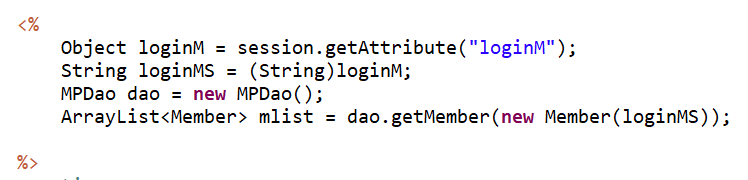 <%
Object loginM = session.getAttribute("loginM");
String loginMS = (String)loginM;
MPDao dao = new MPDao();
ArrayList<Member> mlist = dao.getMember(new Member(loginMS));
%>